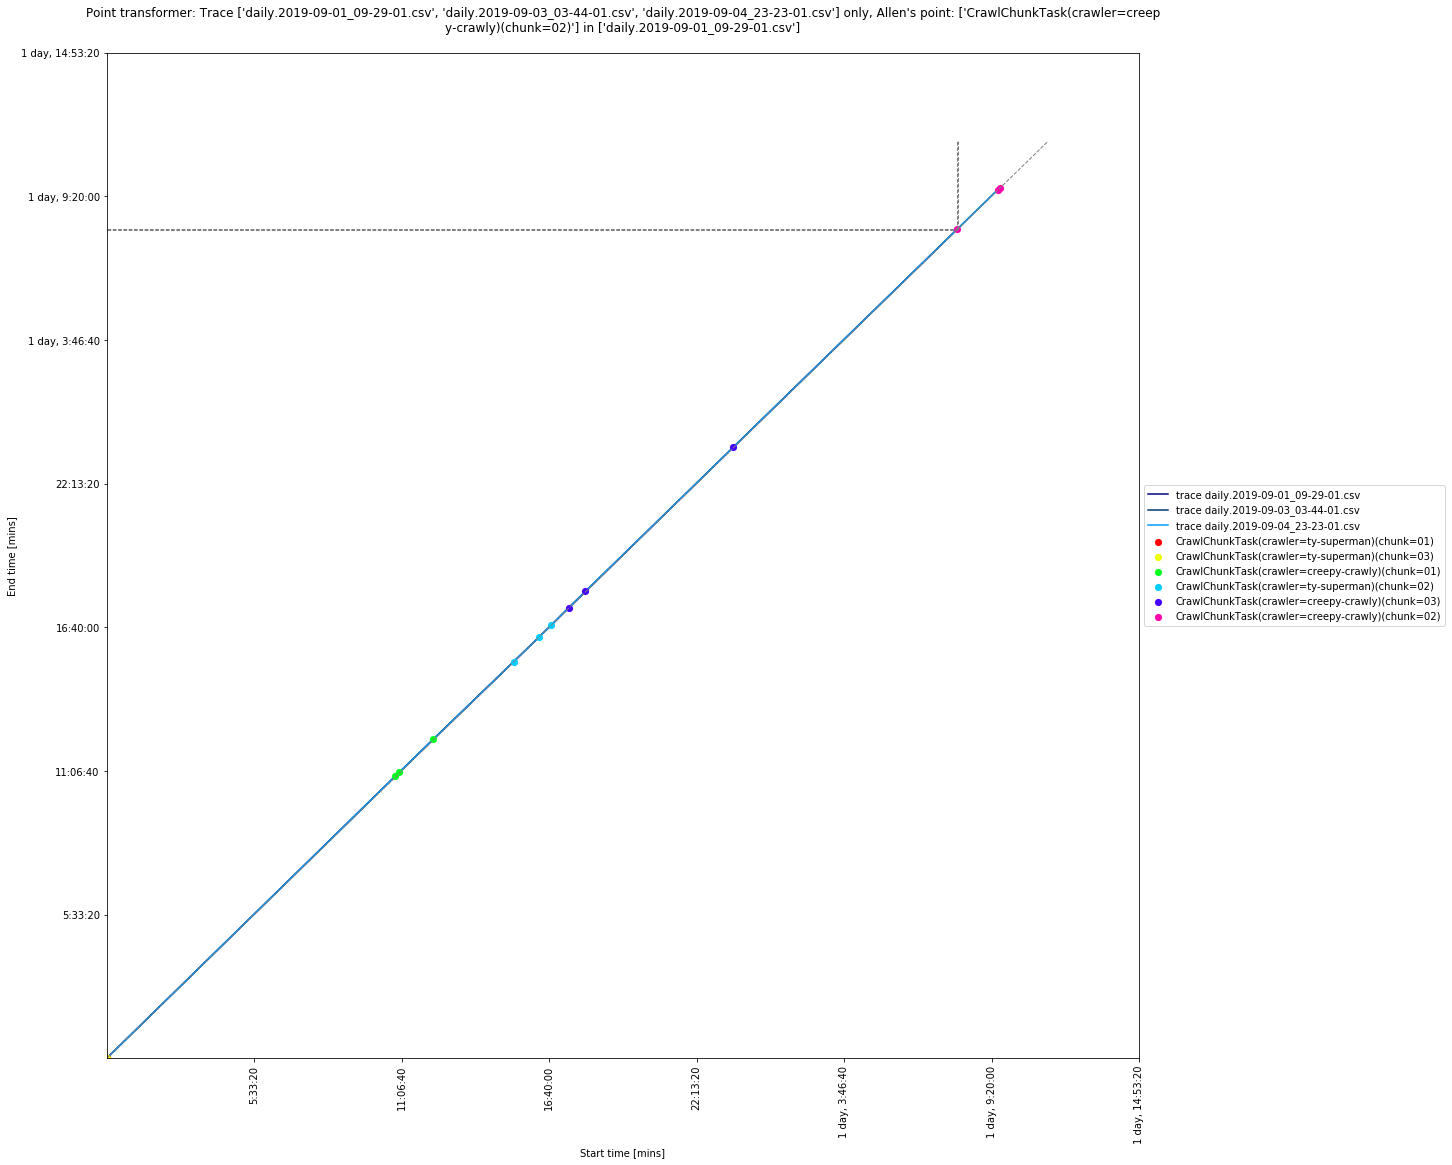 Point transformer: Trace ['daily.2019-09-01_09-29-01.csv', 'daily.2019-09-03_03-44-01.csv', 'daily.2019-09-04_23-23-01.csv'] only, Allen's point: ['CrawlChunkTask(crawler=creep
y-crawly)(chunk=02)'] in ['daily.2019-09-01_09-29-01.csv']
1 day, 14:53:20
1 day, 9:20:00
1 day, 3:46:40
22:13:20
16:40:00
11:06:40
5:33:20
End time [mins]
trace daily.2019-09-01_09-29-01.csv
trace daily.2019-09-03_03-44-01.csv
trace daily.2019-09-04_23-23-01.csv
CrawlChunkTask(crawler=ty-superman)(chunk=01)
CrawlChunkTask(crawler=ty-superman)(chunk=03)
CrawlChunkTask(crawler=creepy-crawly)(chunk=01)
CrawlChunkTask(crawler=ty-superman)(chunk=02)
CrawlChunkTask(crawler=creepy-crawly)(chunk=03)
CrawlChunkTask(crawler=creepy-crawly)(chunk=02)
5:33:20
11:06:40
16:40:00
22:13:20
1 day, 3:46:40
1 day, 9:20:00
1 day, 14:53:20
Start time [mins]